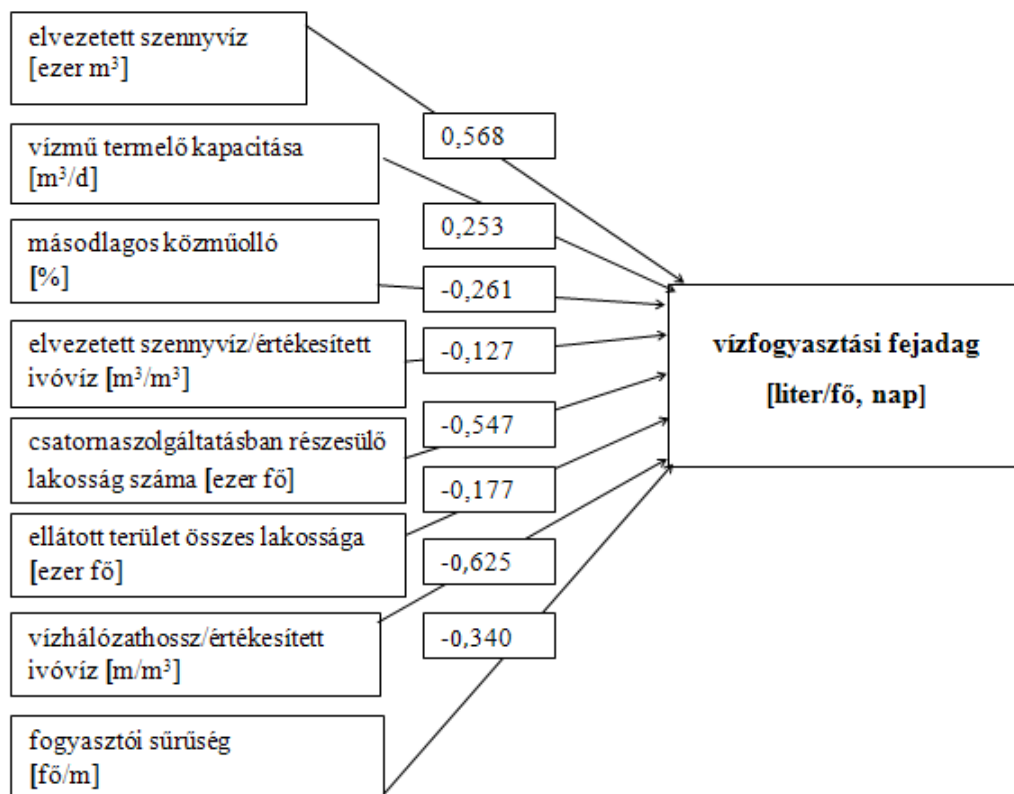 elvezetett szennyvíz
[ezer m³]
0,568
vízmű termelő kapacitása
[m³/d]
0,253
másodlagos közműolló
[%]
-0,261
elvezetett szennyvíz/értékesített
ivóvíz [m³/m³]
-0,127
csatornaszolgáltatásban részesülő
lakosság száma [ezer fő]
-0,547
ellátott terület összes lakossága
[ezer fő]
-0,177
vízhálózathossz/értékesített
ivóvíz [m/m³]
-0,625
fogyasztói sűrűség
[fő/m]
-0,340
vízfogyasztási fejadag
[liter/fő, nap]